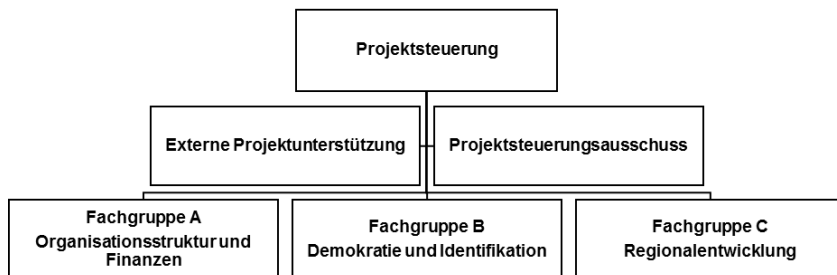 Projektsteuerung
Externe Projektunterstützung
Projektsteuerungsausschuss
Fachgruppe A
Organisationsstruktur und
Finanzen
Fachgruppe B
Demokratie und Identifikation
Fachgruppe C
Regionalentwicklung